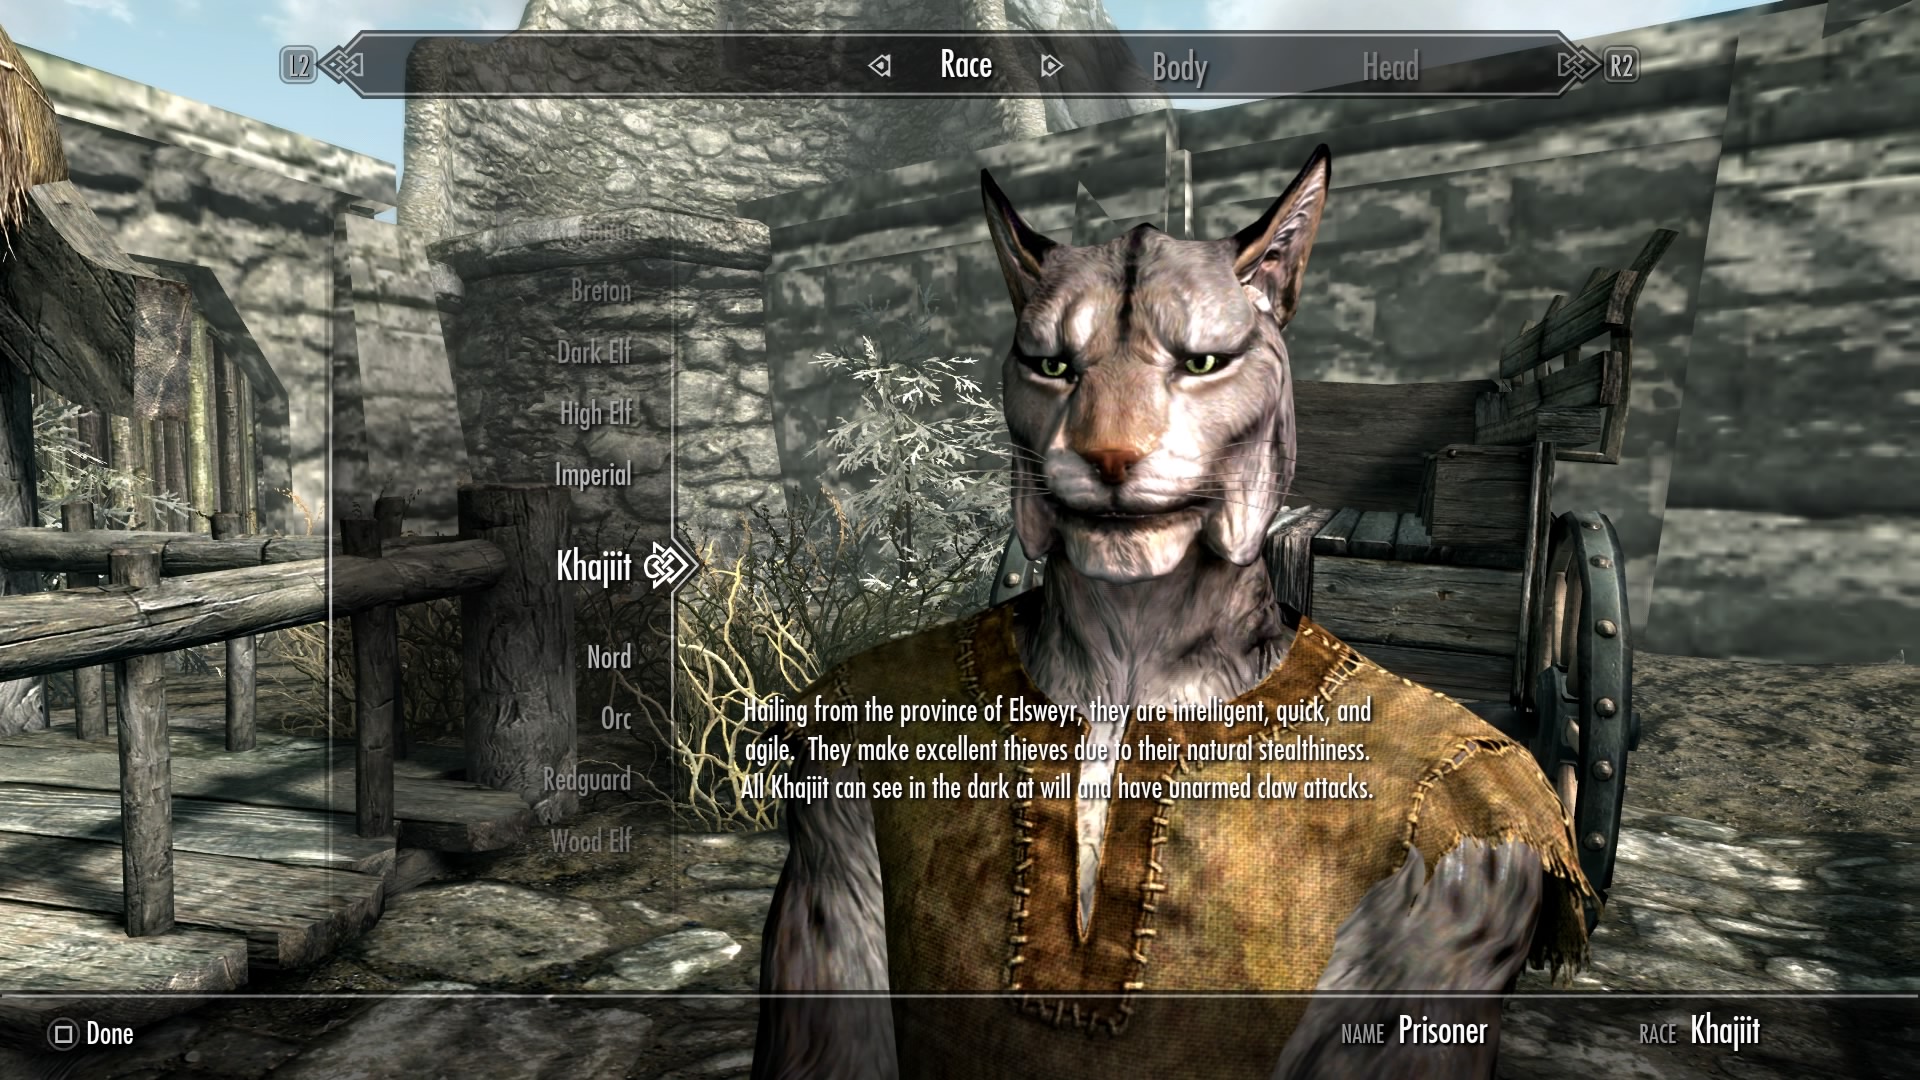 L2
Race
Body
Head
R2
Breton
Dark Elf
High Elf
Imperial
Khajiit
Nord
Orc
Redguard
Wood Elf
Hailing from the province of Elsweyr, they are intelligent, quick, and
agile. They make excellent thieves due to their natural stealthiness.
All Khajiit can see in the dark at will and have unarmed claw attacks.
Done
NAME Prisoner
RACE Khajiit